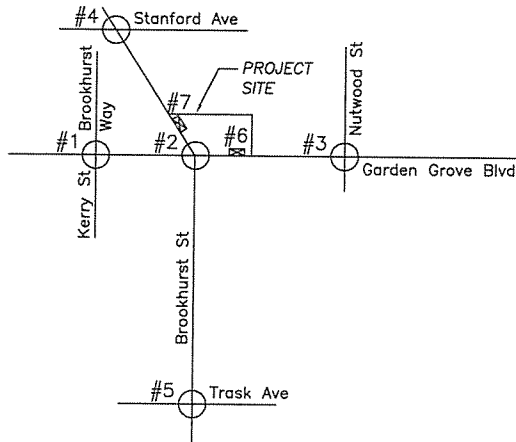 #4
Stanford Ave
PROJECT
SITE
#7
Brookhurst
Way
Nutwood St
#1
#2
#6
#3
Garden Grove Blvd
Kerry St
Brookhurst St
#5
Trask Ave